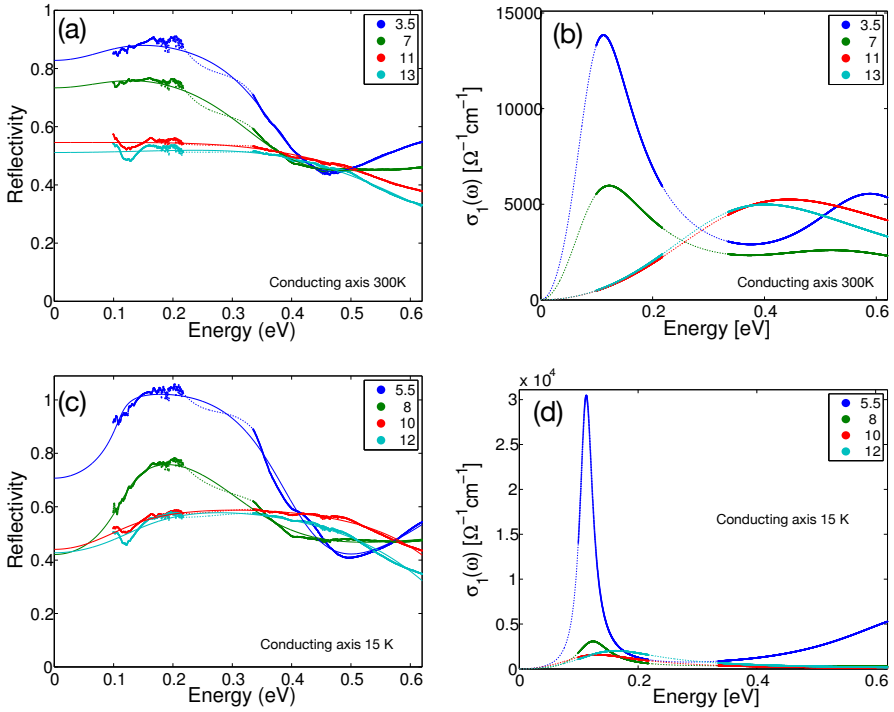 (a)
3.5
7
11
13
Reflectivity
1
0.8
0.6
0.4
0.2
0
Conducting axis 300K
0 0.1 0.2 0.3 0.4 0.5 0.6
Energy (eV)
(b)
3.5
7
11
13
σ₁(ω) [Ω⁻¹cm⁻¹]
15000
10000
5000
0
Conducting axis 300K
0 0.2 0.4 0.6
Energy [eV]
(c)
5.5
8
10
12
Reflectivity
1
0.8
0.6
0.4
0.2
0
Conducting axis 15 K
0 0.1 0.2 0.3 0.4 0.5 0.6
Energy (eV)
x 10⁴
(d)
5.5
8
10
12
σ₁(ω) [Ω⁻¹cm⁻¹]
3
2.5
2
1.5
1
0.5
0
Conducting axis 15 K
0 0.2 0.4 0.6
Energy [eV]